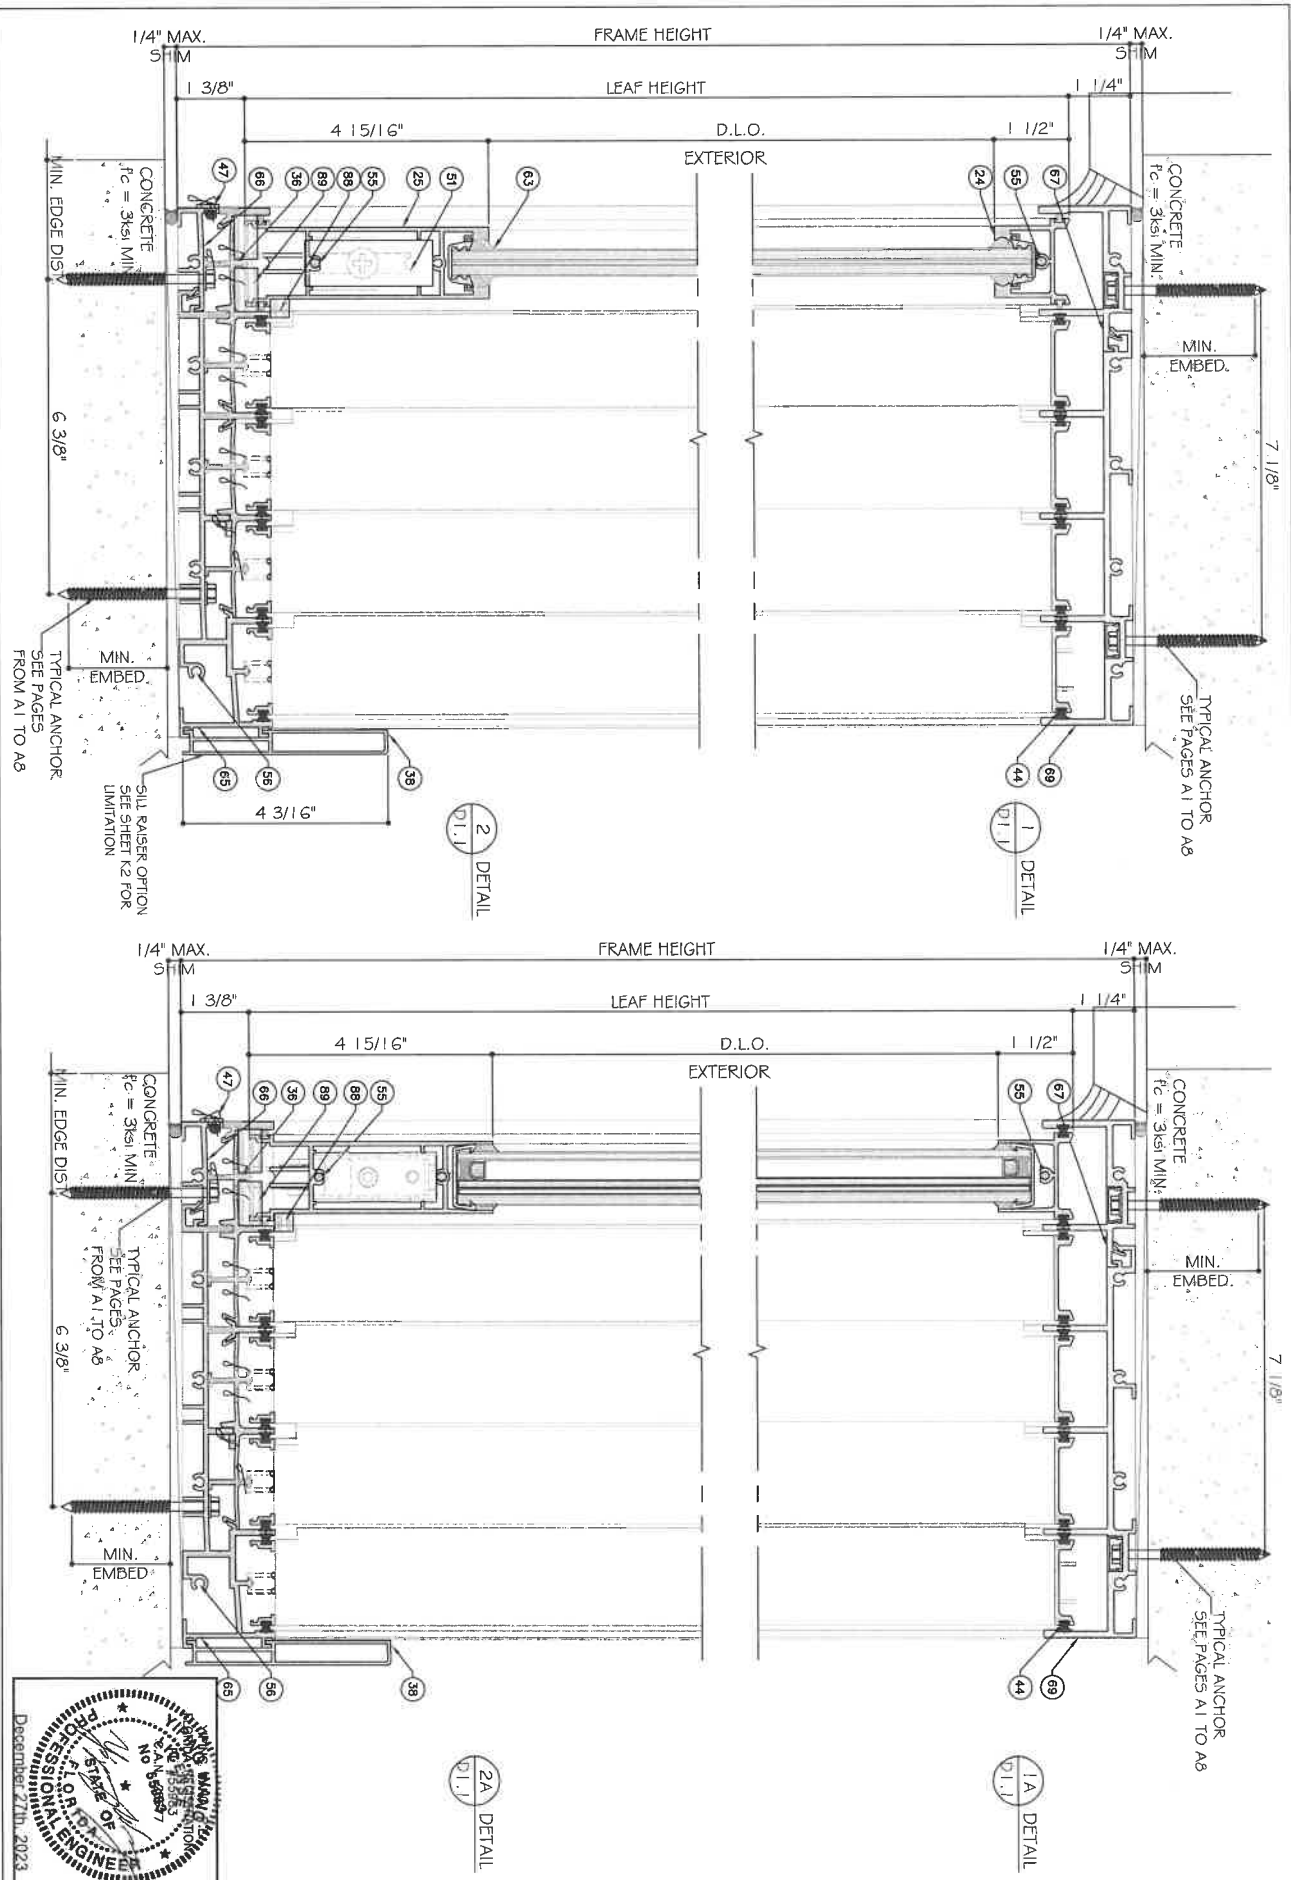 1/4" MAX.
SHIM
FRAME HEIGHT
1/4" MAX.
SHIM
1 3/8"
LEAF HEIGHT
1 1/4"
4 15/16"
D.L.O.
1 1/2"
EXTERIOR
CONCRETE
f'c = 3ksi MIN.
MIN. EDGE DIST
47
66
36
89
88
55
25
51
63
24
55
67
CONCRETE
f'c = 3ksi MIN.
MIN.
EMBED.
7 1/8"
6 3/8"
TYPICAL ANCHOR
SEE PAGES
FROM A1 TO A8
MIN.
EMBED.
TYPICAL ANCHOR
SEE PAGES A1 TO A8
65
56
38
44
69
4 3/16"
SILL RAISER OPTION
SEE SHEET K2 FOR
LIMITATION
2
D1.1
DETAIL
1
D1.1
DETAIL
1/4" MAX.
SHIM
FRAME HEIGHT
1/4" MAX.
SHIM
1 3/8"
LEAF HEIGHT
1 1/4"
4 15/16"
D.L.O.
1 1/2"
EXTERIOR
CONCRETE
f'c = 3ksi MIN
MIN. EDGE DIST
47
66
36
89
88
55
55
67
CONCRETE
f'c = 3ksi MIN.
MIN.
EMBED.
7 1/8"
TYPICAL ANCHOR
SEE PAGES
FROM A1 TO A8
6 3/8"
MIN.
EMBED
TYPICAL ANCHOR
SEE PAGES A1 TO A8
65
56
38
44
69
2A
D1.1
DETAIL
1A
D1.1
DETAIL
No
STATE OF
FLORIDA
PROFESSIONAL ENGINEER
December 27th, 2023